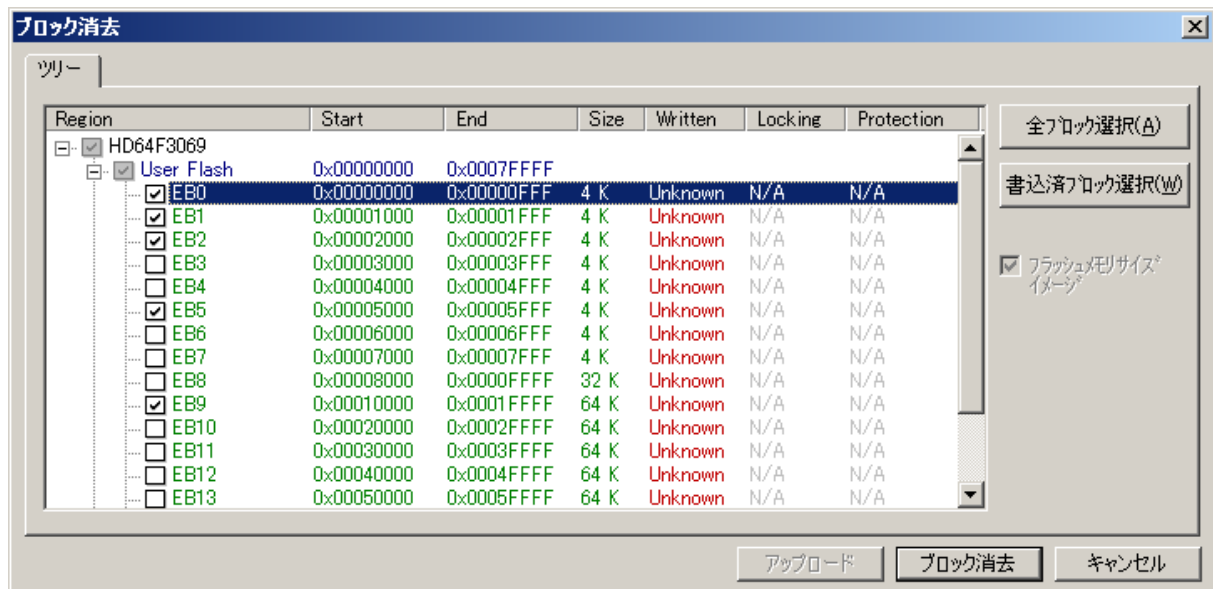 ブロック消去
ツリー
Region Start End Size Written Locking Protection
HD64F3069
User Flash 0x00000000 0x0007FFFF
EB0 0x00000000 0x00000FFF 4 K Unknown N/A N/A
EB1 0x00001000 0x00001FFF 4 K Unknown N/A N/A
EB2 0x00002000 0x00002FFF 4 K Unknown N/A N/A
EB3 0x00003000 0x00003FFF 4 K Unknown N/A N/A
EB4 0x00004000 0x00004FFF 4 K Unknown N/A N/A
EB5 0x00005000 0x00005FFF 4 K Unknown N/A N/A
EB6 0x00006000 0x00006FFF 4 K Unknown N/A N/A
EB7 0x00007000 0x00007FFF 4 K Unknown N/A N/A
EB8 0x00008000 0x0000FFFF 32 K Unknown N/A N/A
EB9 0x00010000 0x0001FFFF 64 K Unknown N/A N/A
EB10 0x00020000 0x0002FFFF 64 K Unknown N/A N/A
EB11 0x00030000 0x0003FFFF 64 K Unknown N/A N/A
EB12 0x00040000 0x0004FFFF 64 K Unknown N/A N/A
EB13 0x00050000 0x0005FFFF 64 K Unknown N/A N/A
全ブロック選択(A)
書込済ブロック選択(W)
フラッシュメモリサイズ
イメージ
アップロード ブロック消去 キャンセル